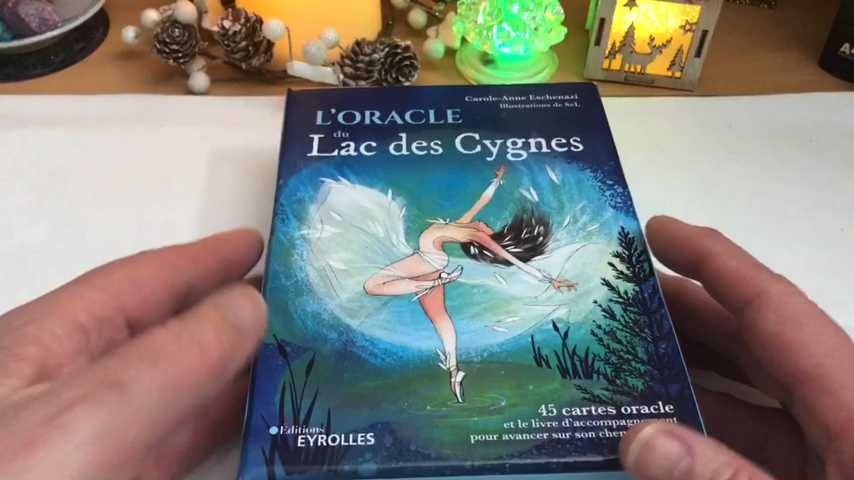 Carole-Anne Eschenazi
Illustrations de SeL
L'ORACLE
du
Lac des Cygnes
45 cartes oracle
et le livre d'accompagnement
pour avancer sur son
Éditions
EYROLLES